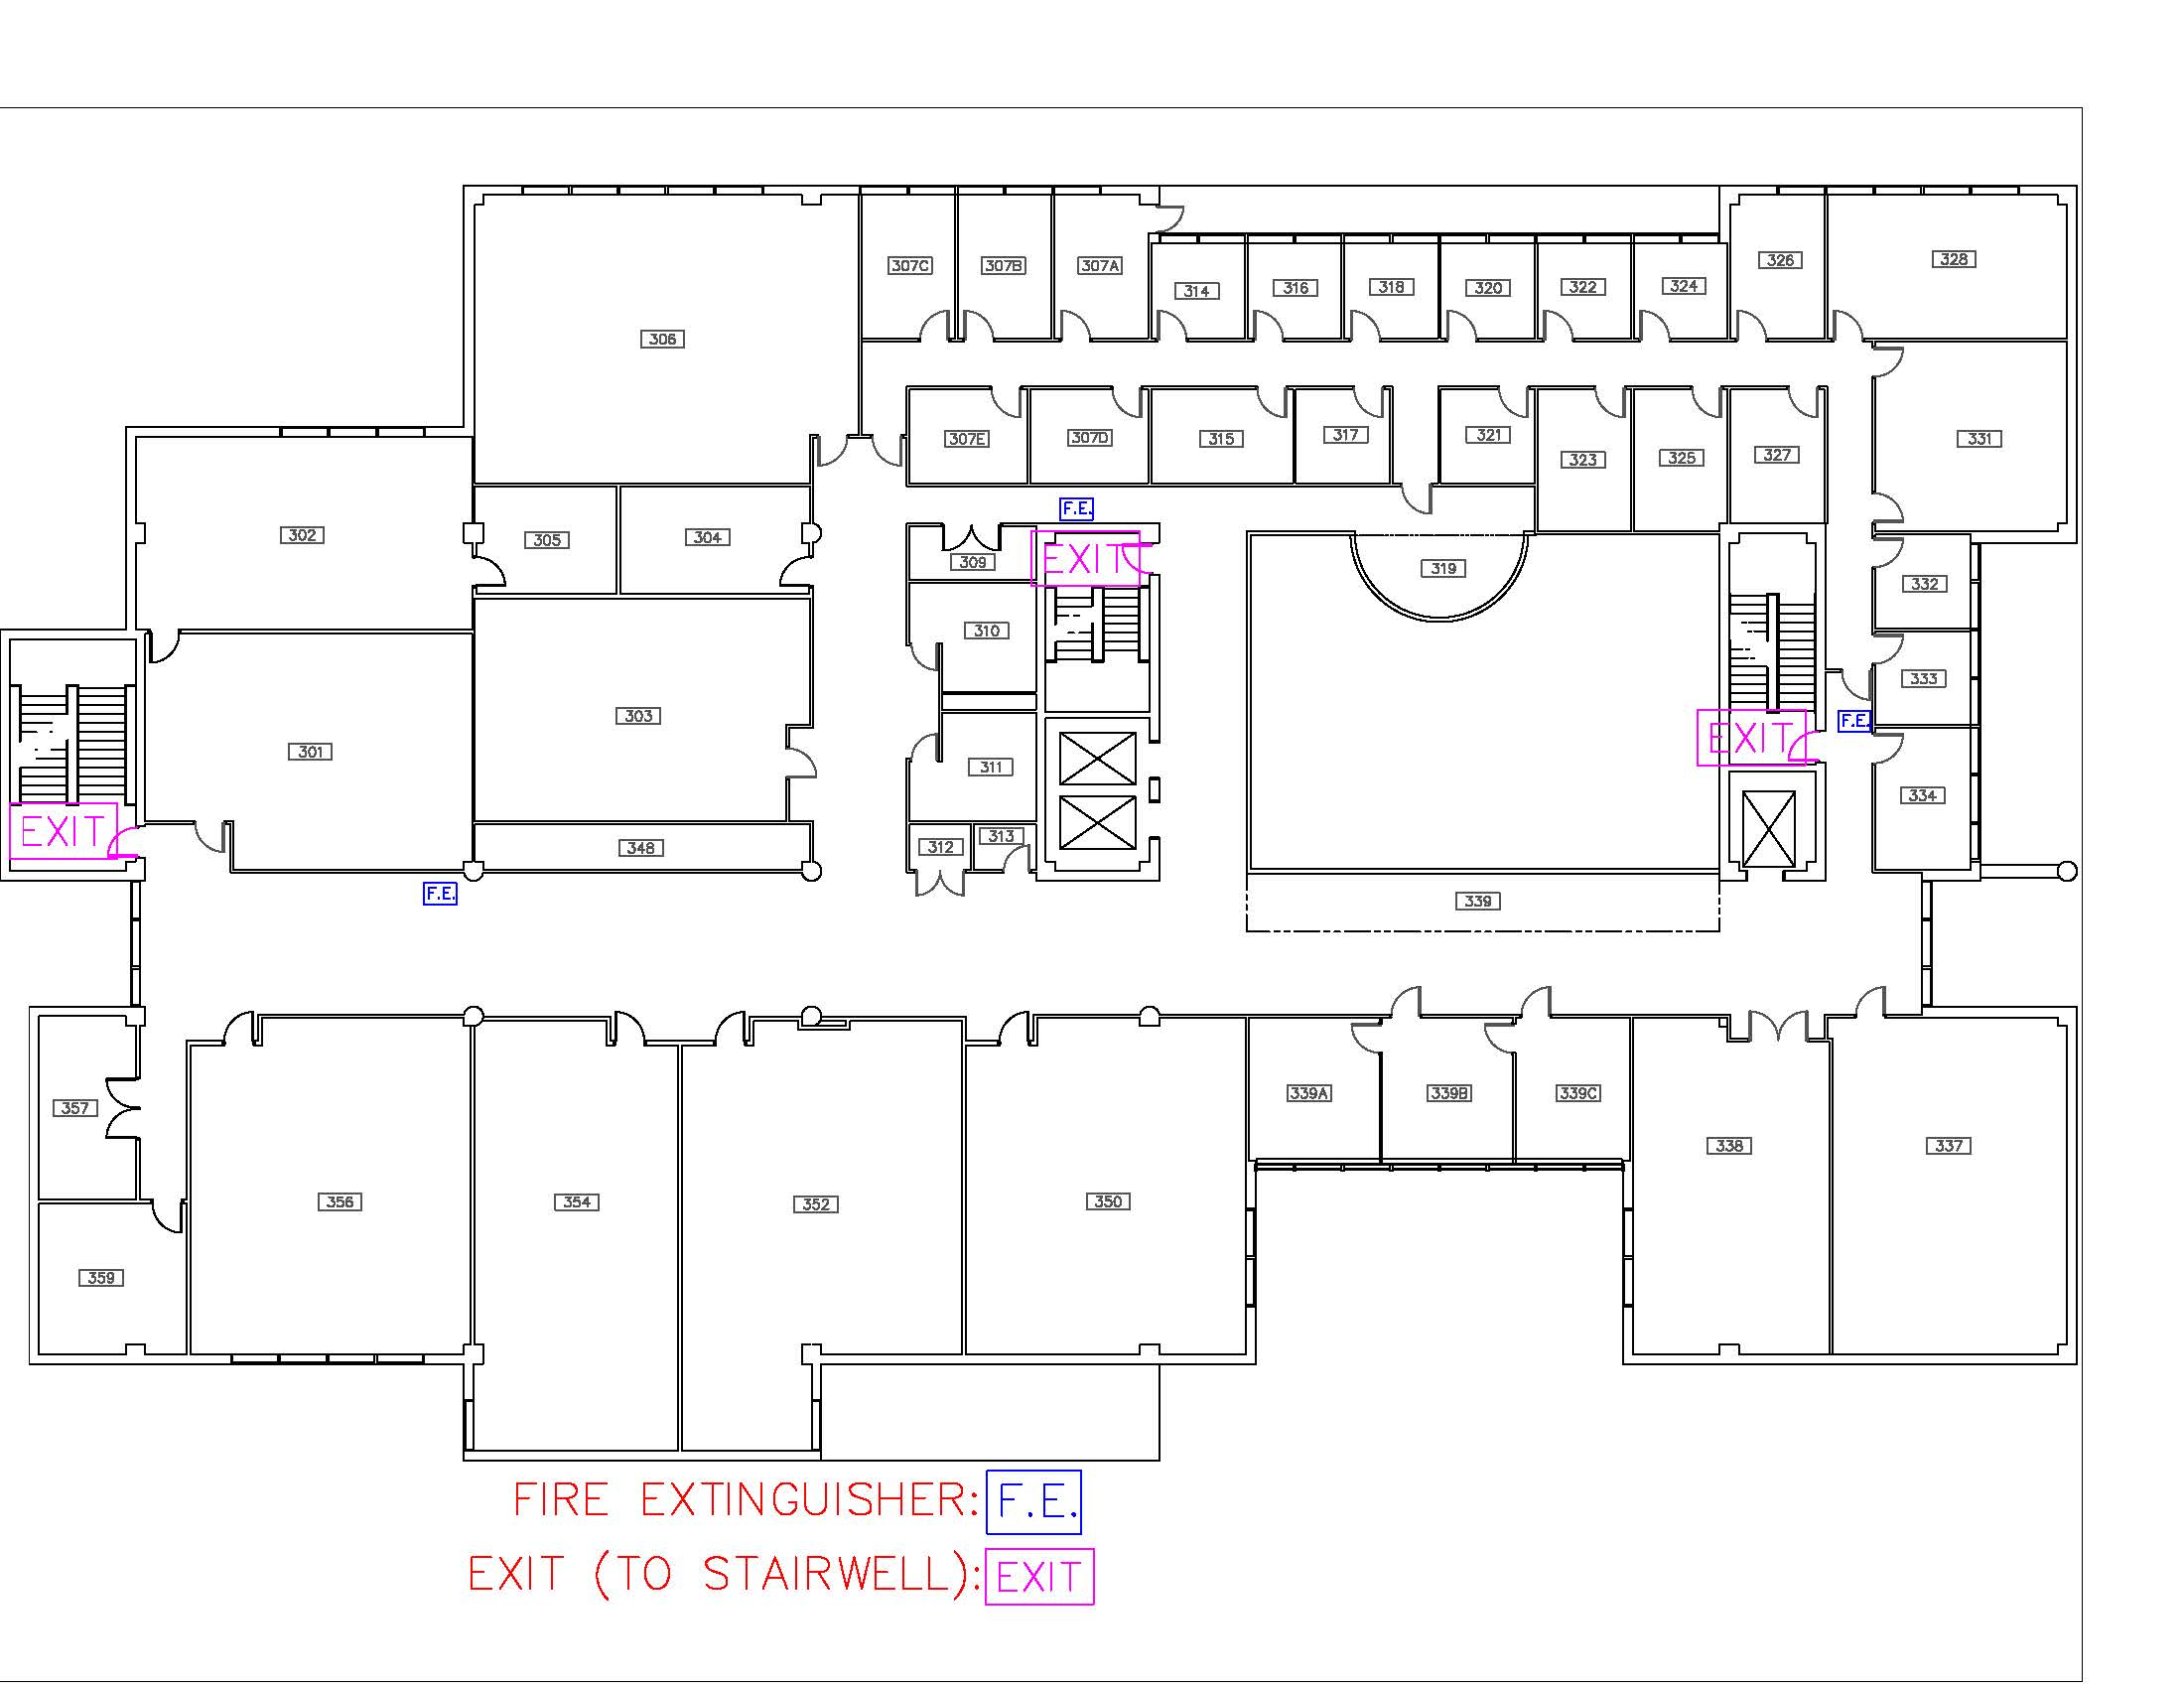 328
326
307C
307B
307A
324
322
318
320
316
314
306
317
321
307D
307E
315
331
327
325
323
F.E.
302
304
305
EXIT
309
319
332
310
333
303
F.E.
EXIT
301
311
334
EXIT
313
312
348
F.E.
339
339A
339B
339C
357
338
337
356
354
350
352
359
FIRE EXTINGUISHER: F.E.
EXIT (TO STAIRWELL): EXIT